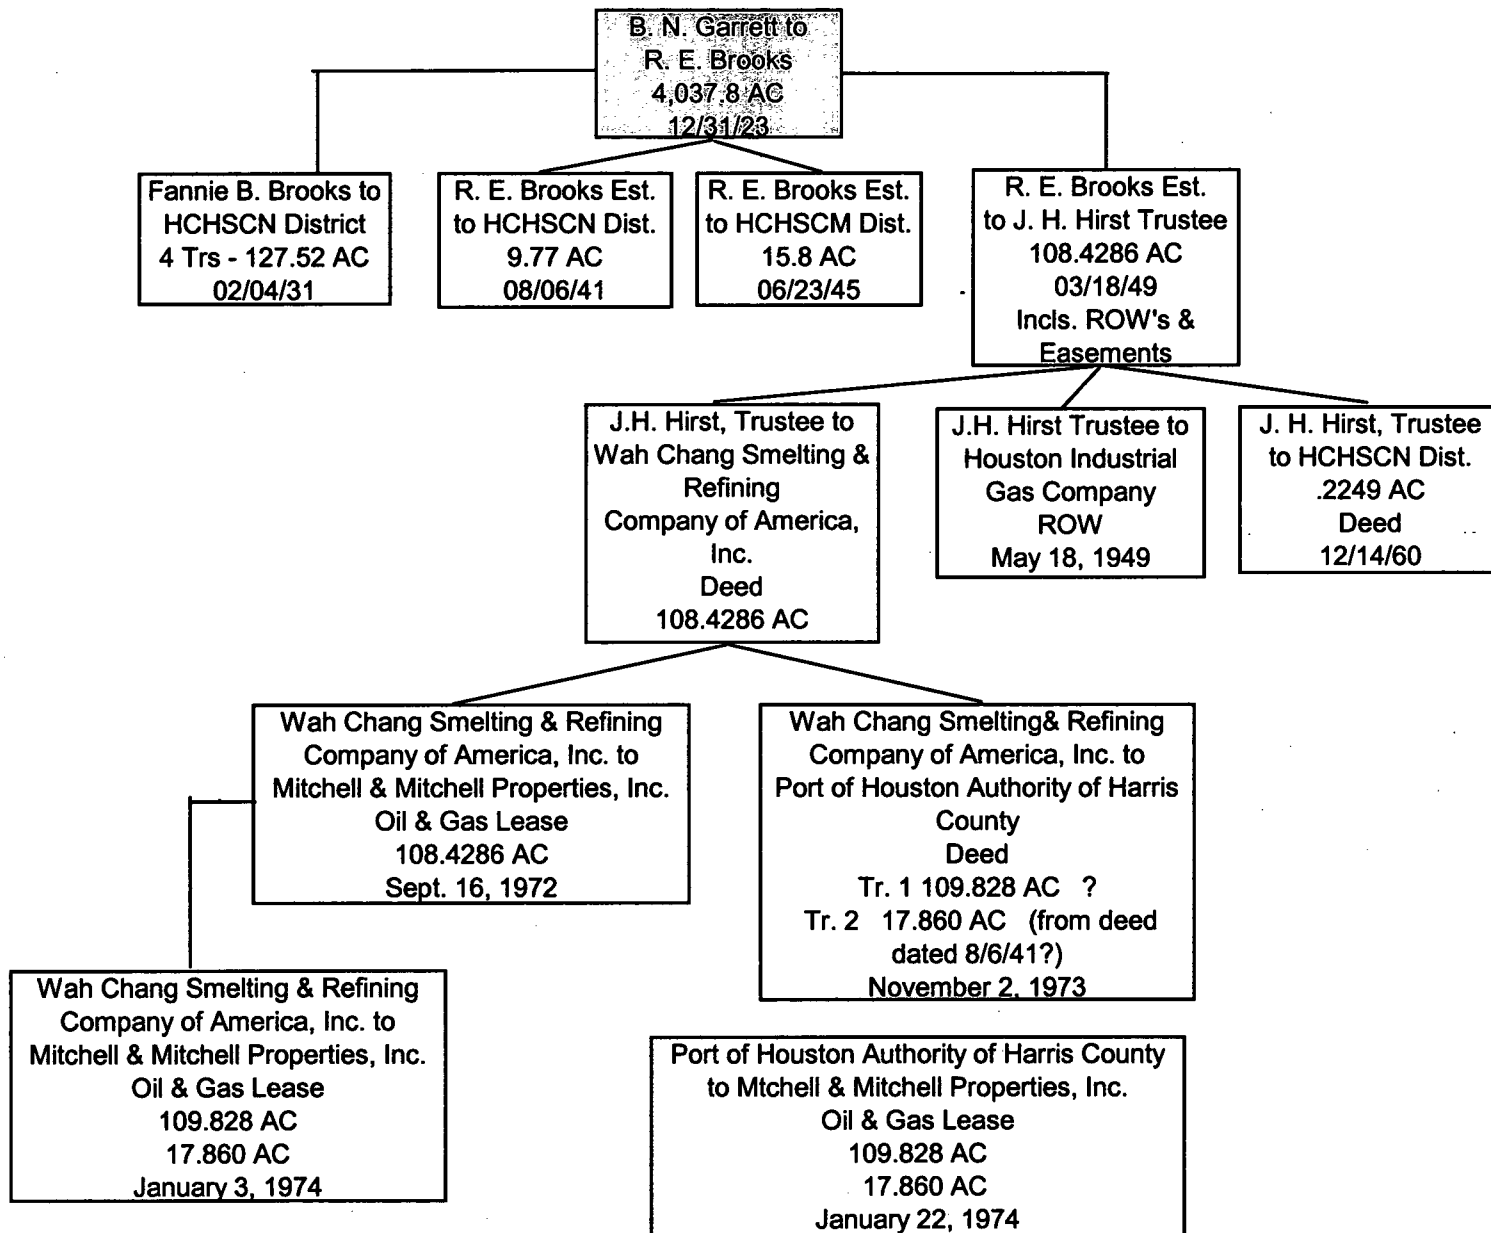 B. N. Garrett to
R. E. Brooks
4,037.8 AC
12/31/23
Fannie B. Brooks to
HCHSCN District
4 Trs - 127.52 AC
02/04/31
R. E. Brooks Est.
to HCHSCN Dist.
9.77 AC
08/06/41
R. E. Brooks Est.
to HCHSCM Dist.
15.8 AC
06/23/45
R. E. Brooks Est.
to J. H. Hirst Trustee
108.4286 AC
03/18/49
Incls. ROW's &
Easements
J.H. Hirst, Trustee to
Wah Chang Smelting &
Refining
Company of America,
Inc.
Deed
108.4286 AC
J.H. Hirst Trustee to
Houston Industrial
Gas Company
ROW
May 18, 1949
J. H. Hirst, Trustee
to HCHSCN Dist.
.2249 AC
Deed
12/14/60
Wah Chang Smelting & Refining
Company of America, Inc. to
Mitchell & Mitchell Properties, Inc.
Oil & Gas Lease
108.4286 AC
Sept. 16, 1972
Wah Chang Smelting& Refining
Company of America, Inc. to
Port of Houston Authority of Harris
County
Deed
Tr. 1 109.828 AC ?
Tr. 2 17.860 AC (from deed
dated 8/6/41?)
November 2, 1973
Wah Chang Smelting & Refining
Company of America, Inc. to
Mitchell & Mitchell Properties, Inc.
Oil & Gas Lease
109.828 AC
17.860 AC
January 3, 1974
Port of Houston Authority of Harris County
to Mtchell & Mitchell Properties, Inc.
Oil & Gas Lease
109.828 AC
17.860 AC
January 22, 1974